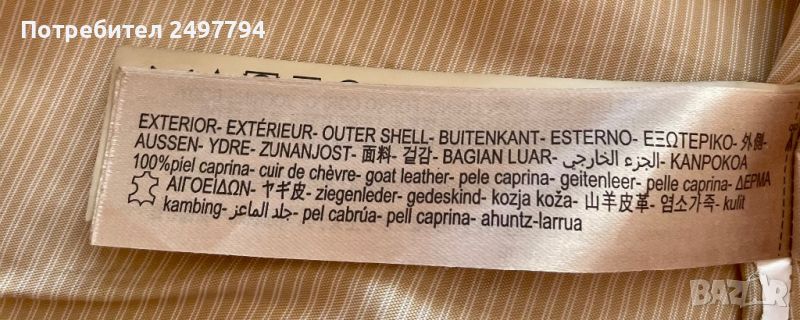 Потребител 2497794
EXTERIOR- EXTÉRIEUR- OUTER SHELL- BUITENKANT- ESTERNO- ΕΞΩΤΕΡΙΚΟ- 外側-
AUSSEN- YDRE- ZUNANJOST- 面料- 겉감- BAGIAN LUAR- الجزء الخارجي- KANPOKOA
100%piel caprina- cuir de chèvre- goat leather- pele caprina- geitenleer- pelle caprina- ΔΕΡΜΑ
ΑΙΓΟΕΙΔΩΝ- ヤギ皮- ziegenleder- gedeskind- kozja koža- 山羊皮革- 염소가죽- kulit
kambing- جلد الماعز- pel cabrúa- pell caprina- ahuntz-larrua
BAZAR